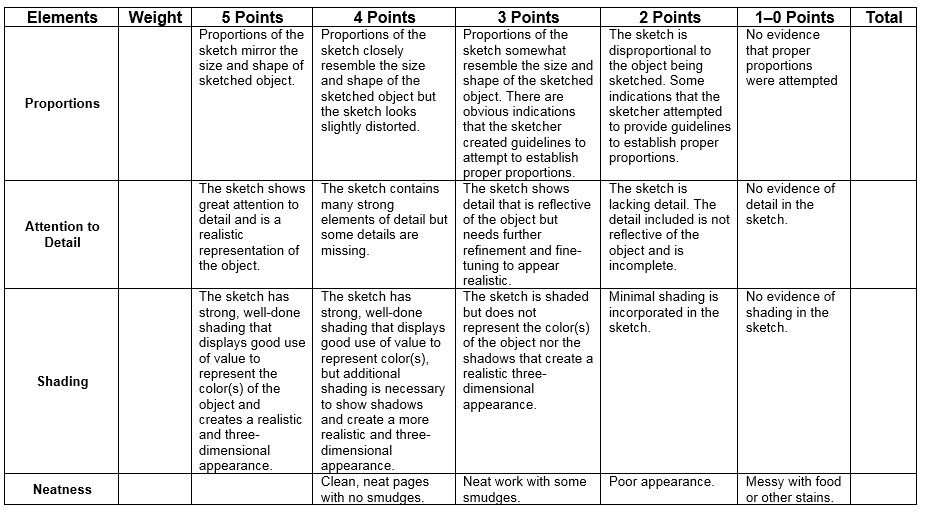 Elements Weight 5 Points 4 Points 3 Points 2 Points 1–0 Points Total
Proportions
Proportions of the
sketch mirror the
size and shape of
sketched object.
Proportions of the
sketch closely
resemble the size
and shape of the
sketched object but
the sketch looks
slightly distorted.
Proportions of the
sketch somewhat
resemble the size and
shape of the sketched
object. There are
obvious indications
that the sketcher
created guidelines to
attempt to establish
proper proportions.
The sketch is
disproportional to
the object being
sketched. Some
indications that the
sketcher attempted
to provide guidelines
to establish proper
proportions.
No evidence
that proper
proportions
were attempted
Attention to
Detail
The sketch shows
great attention to
detail and is a
realistic
representation of
the object.
The sketch contains
many strong
elements of detail but
some details are
missing.
The sketch shows
detail that is reflective
of the object but
needs further
refinement and fine-
tuning to appear
realistic.
The sketch is
lacking detail. The
detail included is not
reflective of the
object and is
incomplete.
No evidence of
detail in the
sketch.
Shading
The sketch has
strong, well-done
shading that
displays good use
of value to
represent the
color(s) of the
object and
creates a realistic
and three-
dimensional
appearance.
The sketch has
strong, well-done
shading that displays
good use of value to
represent color(s),
but additional
shading is necessary
to show shadows
and create a more
realistic and three-
dimensional
appearance.
The sketch is shaded
but does not
represent the color(s)
of the object nor the
shadows that create a
realistic three-
dimensional
appearance.
Minimal shading is
incorporated in the
sketch.
No evidence of
shading in the
sketch.
Neatness
Clean, neat pages
with no smudges.
Neat work with some
smudges.
Poor appearance.
Messy with food
or other stains.